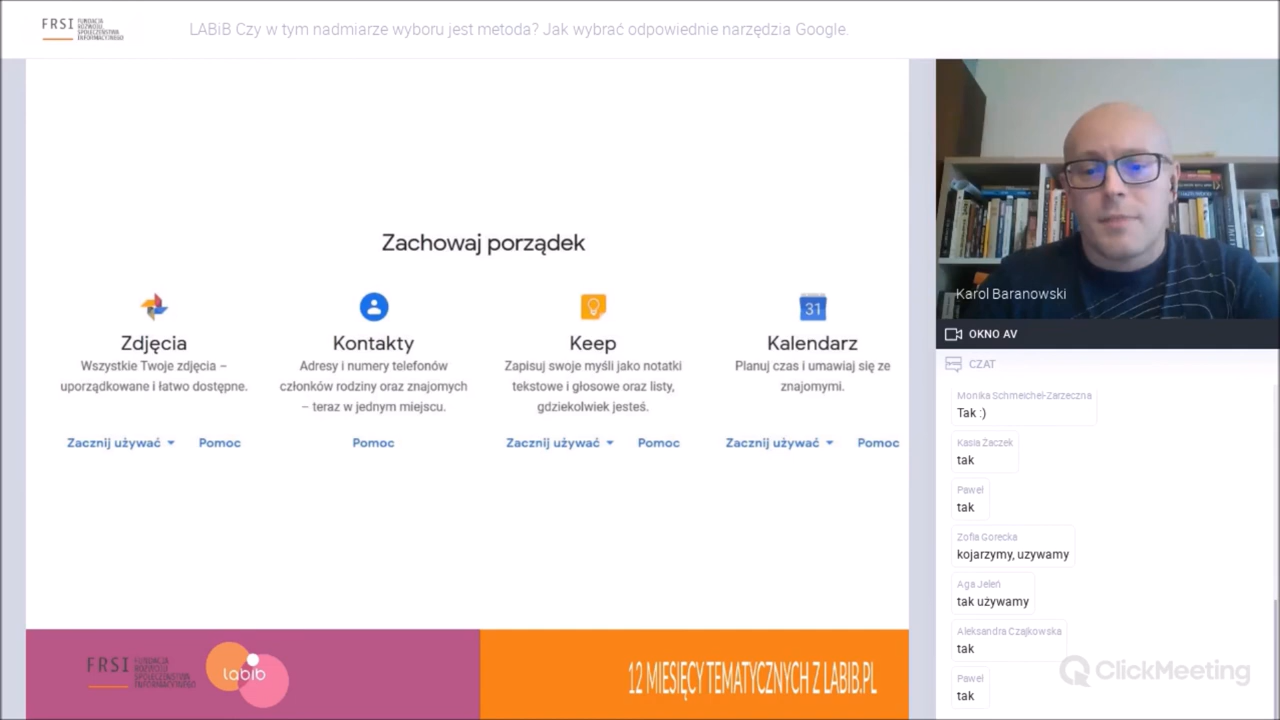 FRSI FUNDACJA
ROZWOJU
SPOŁECZEŃSTWA
INFORMACYJNEGO
LABiB Czy w tym nadmiarze wyboru jest metoda? Jak wybrać odpowiednie narzędzia Google.
Zachowaj porządek
31
Zdjęcia
Wszystkie Twoje zdjęcia –
uporządkowane i łatwo dostępne.
Zacznij używać Pomoc
Kontakty
Adresy i numery telefonów
członków rodziny oraz znajomych
– teraz w jednym miejscu.
Pomoc
Keep
Zapisuj swoje myśli jako notatki
tekstowe i głosowe oraz listy,
gdziekolwiek jesteś.
Zacznij używać Pomoc
Kalendarz
Planuj czas i umawiaj się ze
znajomymi.
Zacznij używać Pomoc
FRSI FUNDACJA
ROZWOJU
SPOŁECZEŃSTWA
INFORMACYJNEGO
labib
12 MIESIĘCY TEMATYCZNYCH Z LABIB.PL
Karol Baranowski
OKNO AV
CZAT
Monika Schmeichel-Zarzeczna
Tak :)
Kasia Żaczek
tak
Paweł
tak
Zofia Gorecka
kojarzymy, uzywamy
Aga Jeleń
tak używamy
Aleksandra Czajkowska
tak
Paweł
tak
ClickMeeting